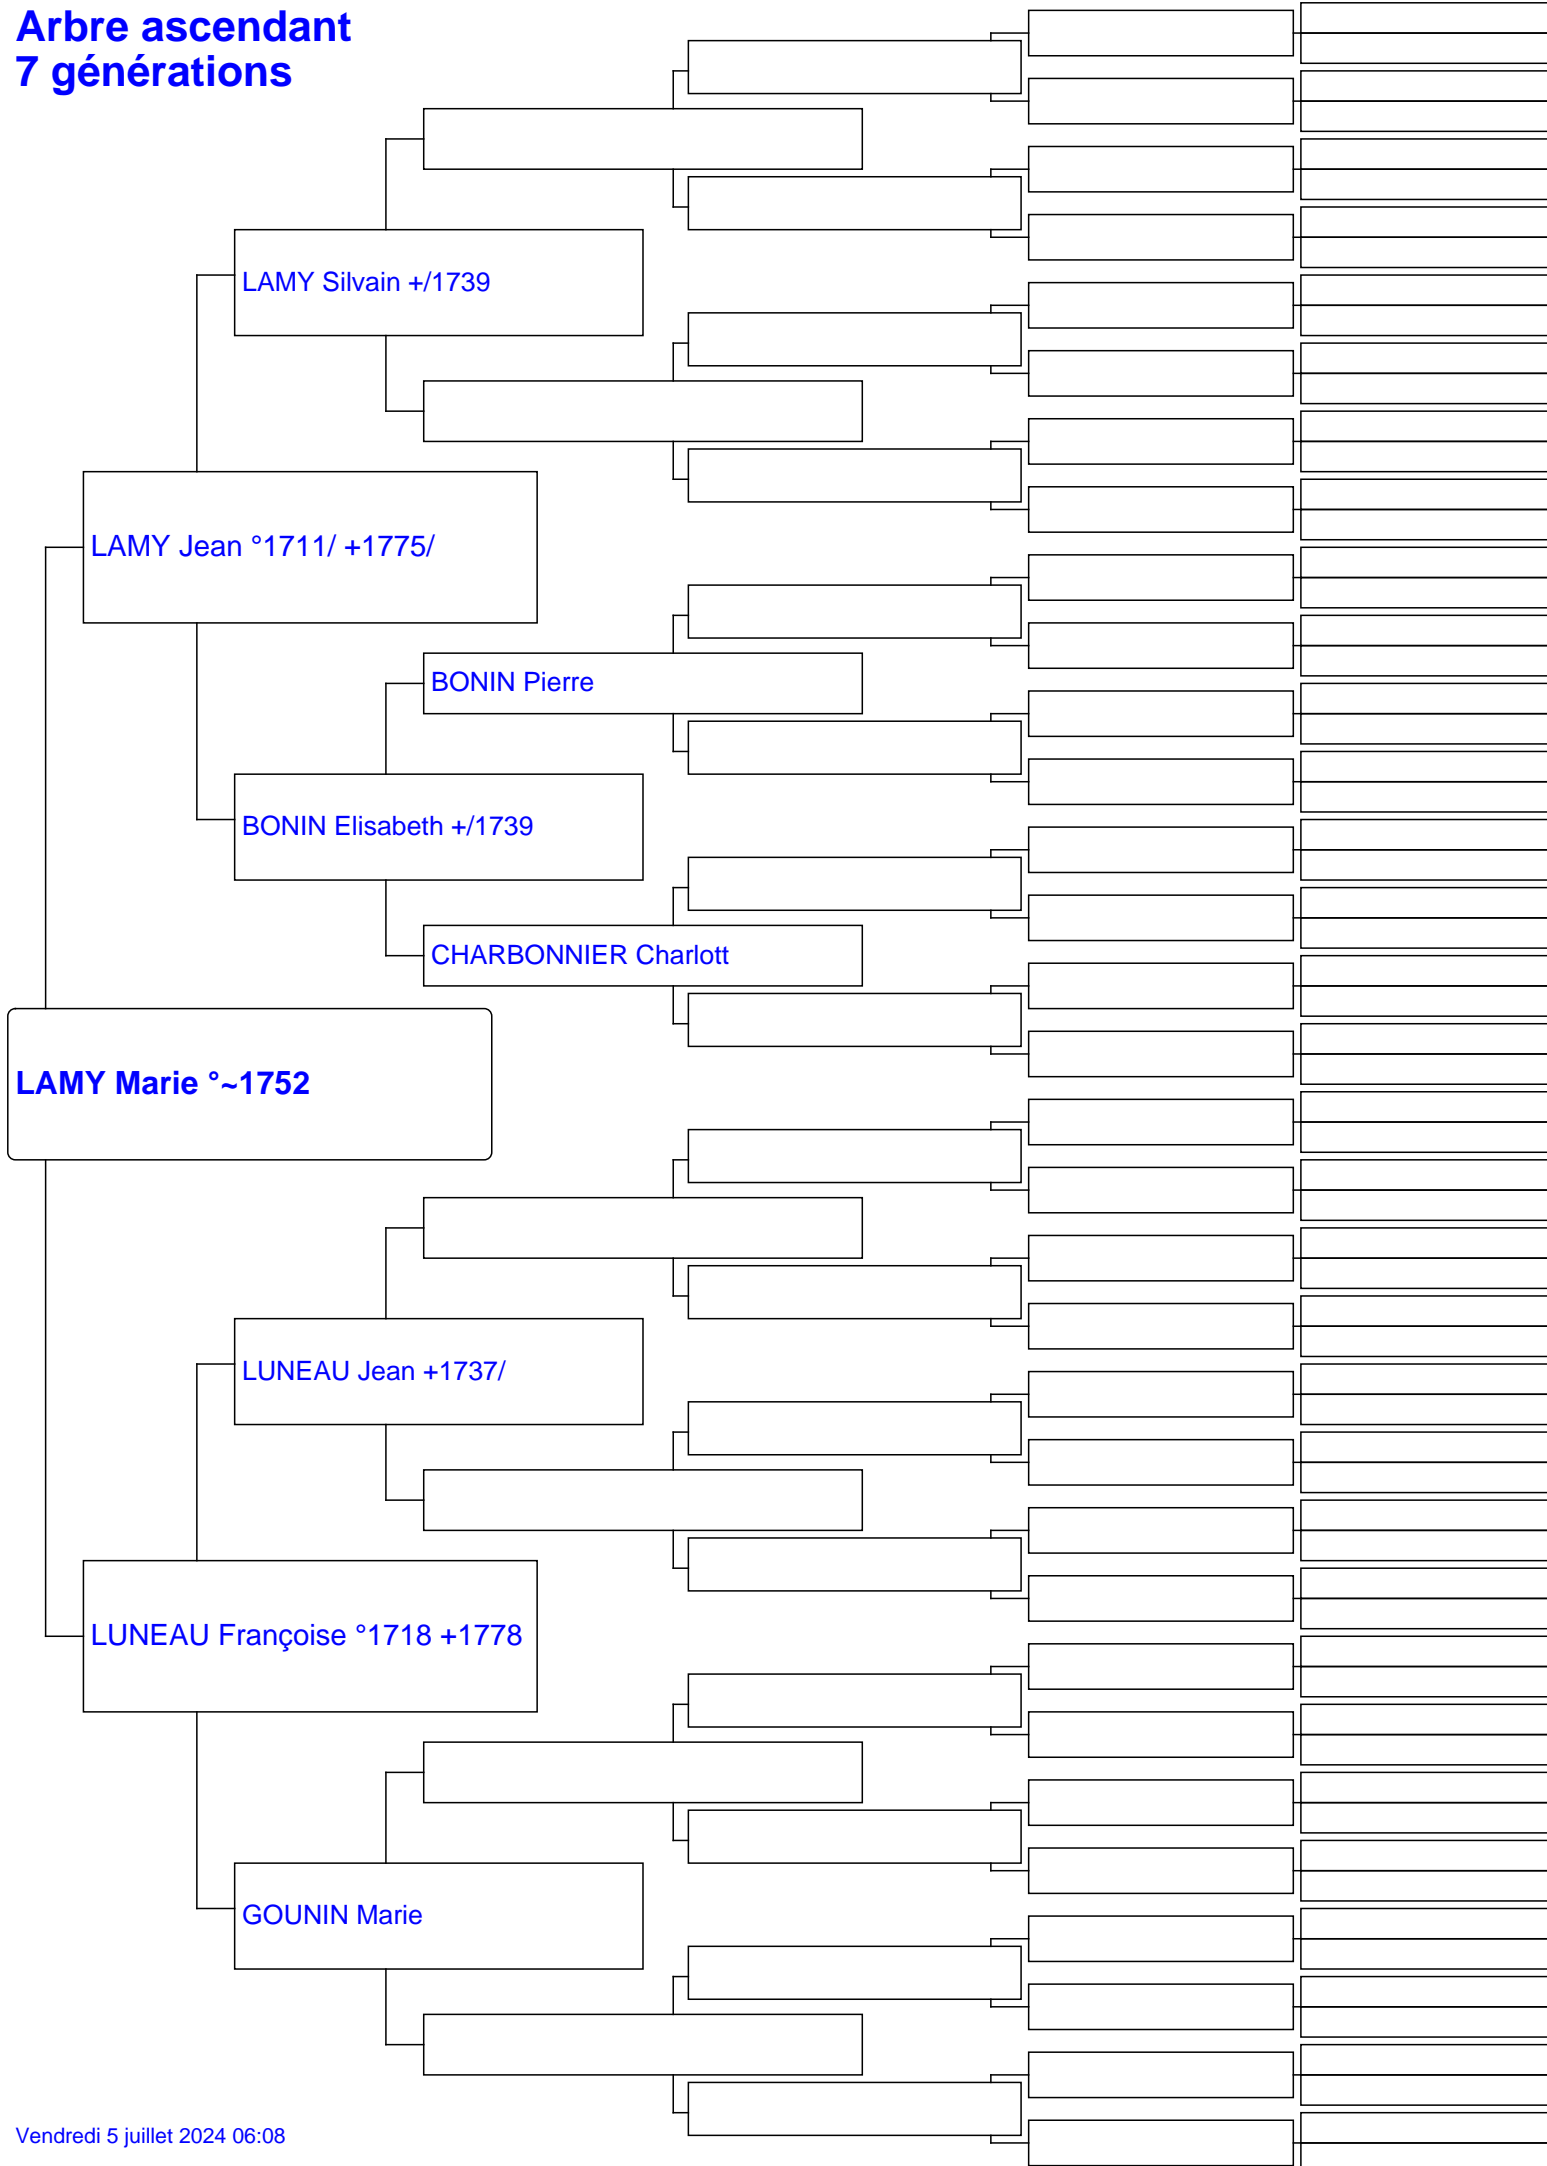 Arbre ascendant
7 générations
LAMY Silvain +/1739
LAMY Jean °1711/ +1775/
BONIN Pierre
BONIN Elisabeth +/1739
CHARBONNIER Charlott
LAMY Marie °~1752
LUNEAU Jean +1737/
LUNEAU Françoise °1718 +1778
GOUNIN Marie
Vendredi 5 juillet 2024 06:08